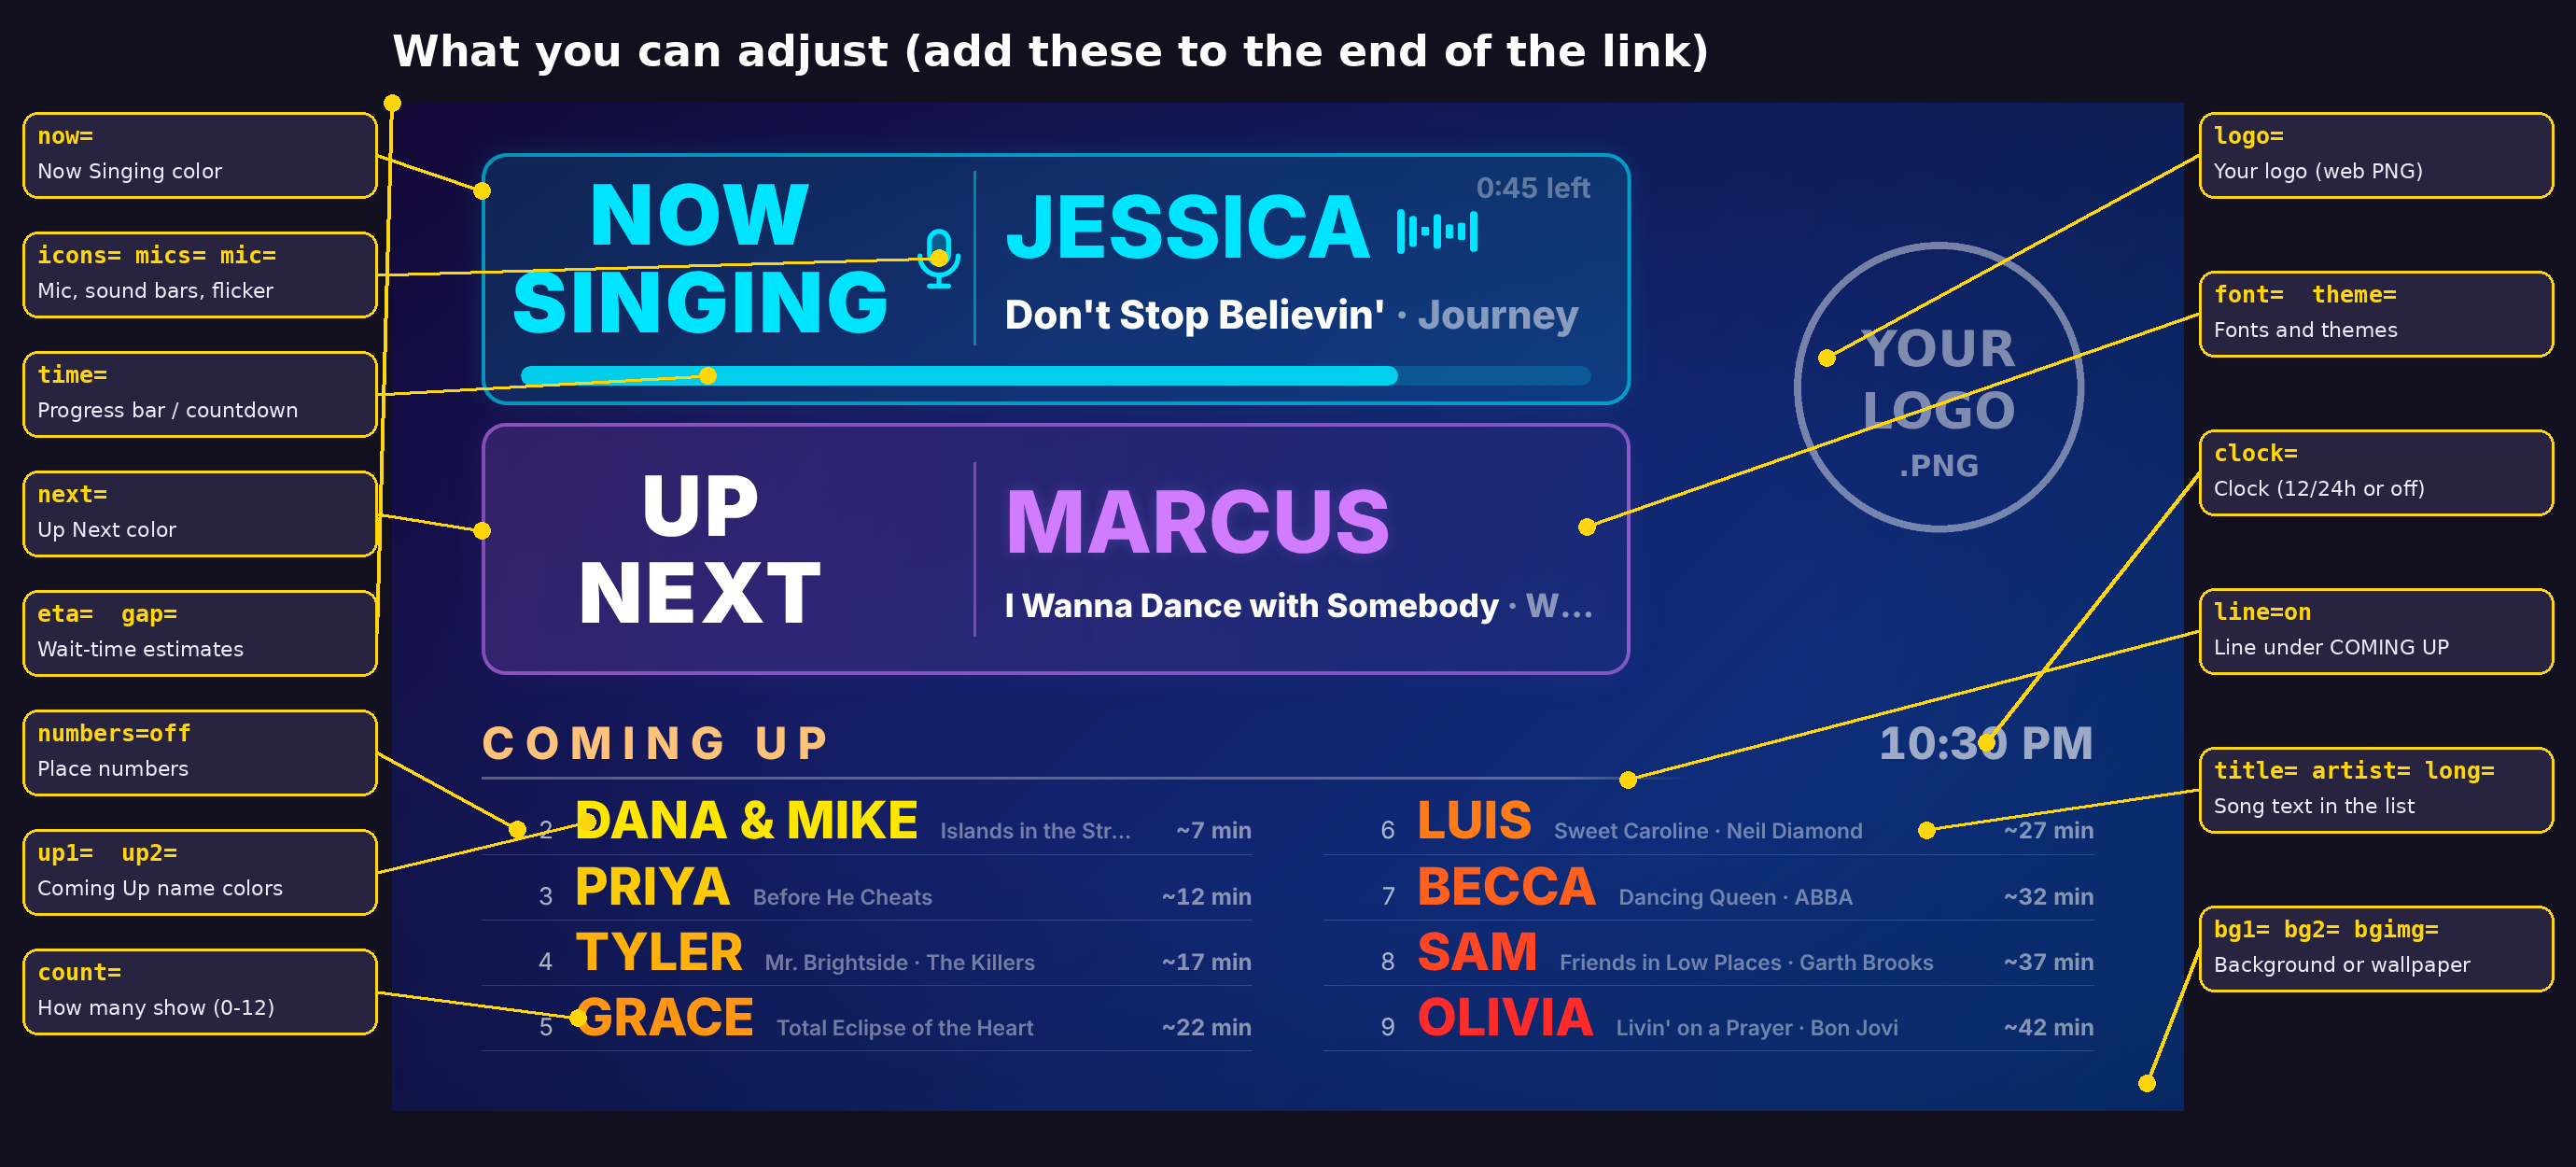 What you can adjust (add these to the end of the link)
now=
Now Singing color
icons= mics= mic=
Mic, sound bars, flicker
time=
Progress bar / countdown
next=
Up Next color
eta=  gap=
Wait-time estimates
numbers=off
Place numbers
up1=  up2=
Coming Up name colors
count=
How many show (0-12)
NOW
SINGING
0:45 left
JESSICA
Don't Stop Believin' · Journey
UP
NEXT
MARCUS
I Wanna Dance with Somebody · W...
YOUR
LOGO
.PNG
COMING UP
10:30 PM
2 DANA & MIKE Islands in the Str... ~7 min
3 PRIYA Before He Cheats ~12 min
4 TYLER Mr. Brightside · The Killers ~17 min
5 GRACE Total Eclipse of the Heart ~22 min
6 LUIS Sweet Caroline · Neil Diamond ~27 min
7 BECCA Dancing Queen · ABBA ~32 min
8 SAM Friends in Low Places · Garth Brooks ~37 min
9 OLIVIA Livin' on a Prayer · Bon Jovi ~42 min
logo=
Your logo (web PNG)
font=  theme=
Fonts and themes
clock=
Clock (12/24h or off)
line=on
Line under COMING UP
title= artist= long=
Song text in the list
bg1= bg2= bgimg=
Background or wallpaper